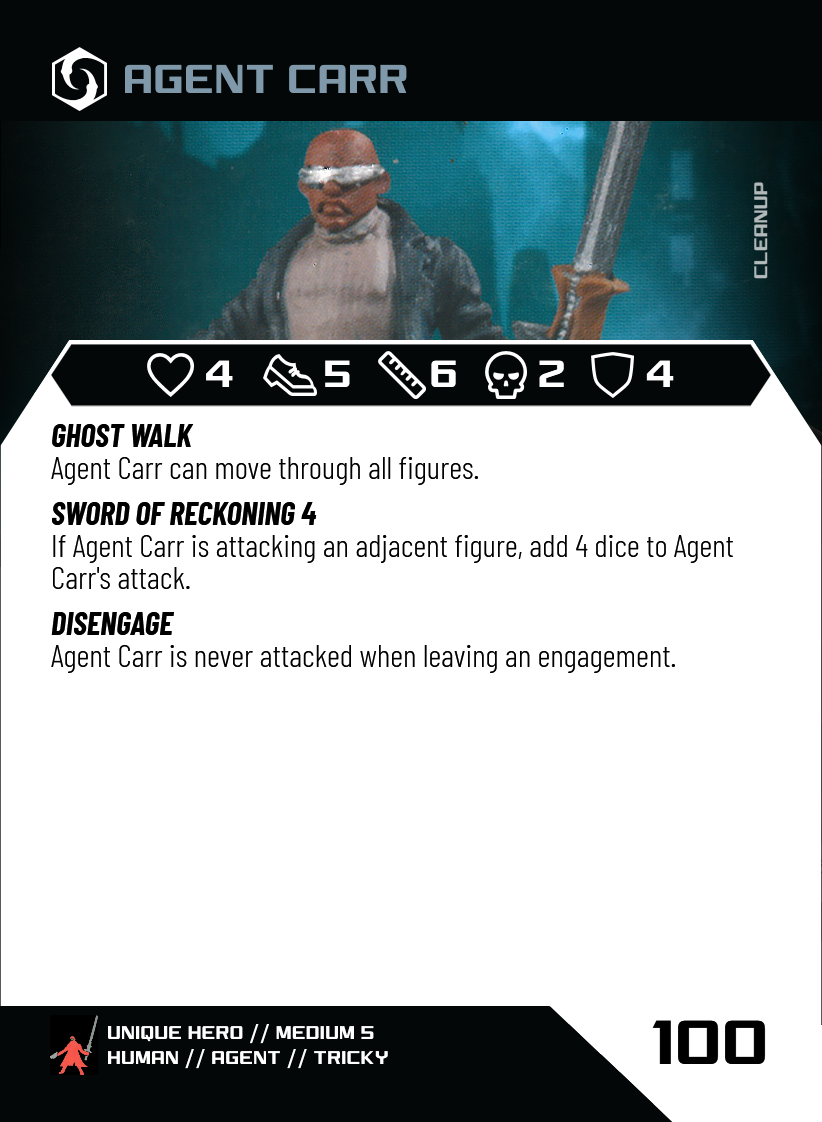 AGENT CARR
CLEANUP
4 5 6 2 4
GHOST WALK
Agent Carr can move through all figures.
SWORD OF RECKONING 4
If Agent Carr is attacking an adjacent figure, add 4 dice to Agent
Carr's attack.
DISENGAGE
Agent Carr is never attacked when leaving an engagement.
UNIQUE HERO // MEDIUM 5
HUMAN // AGENT // TRICKY
100